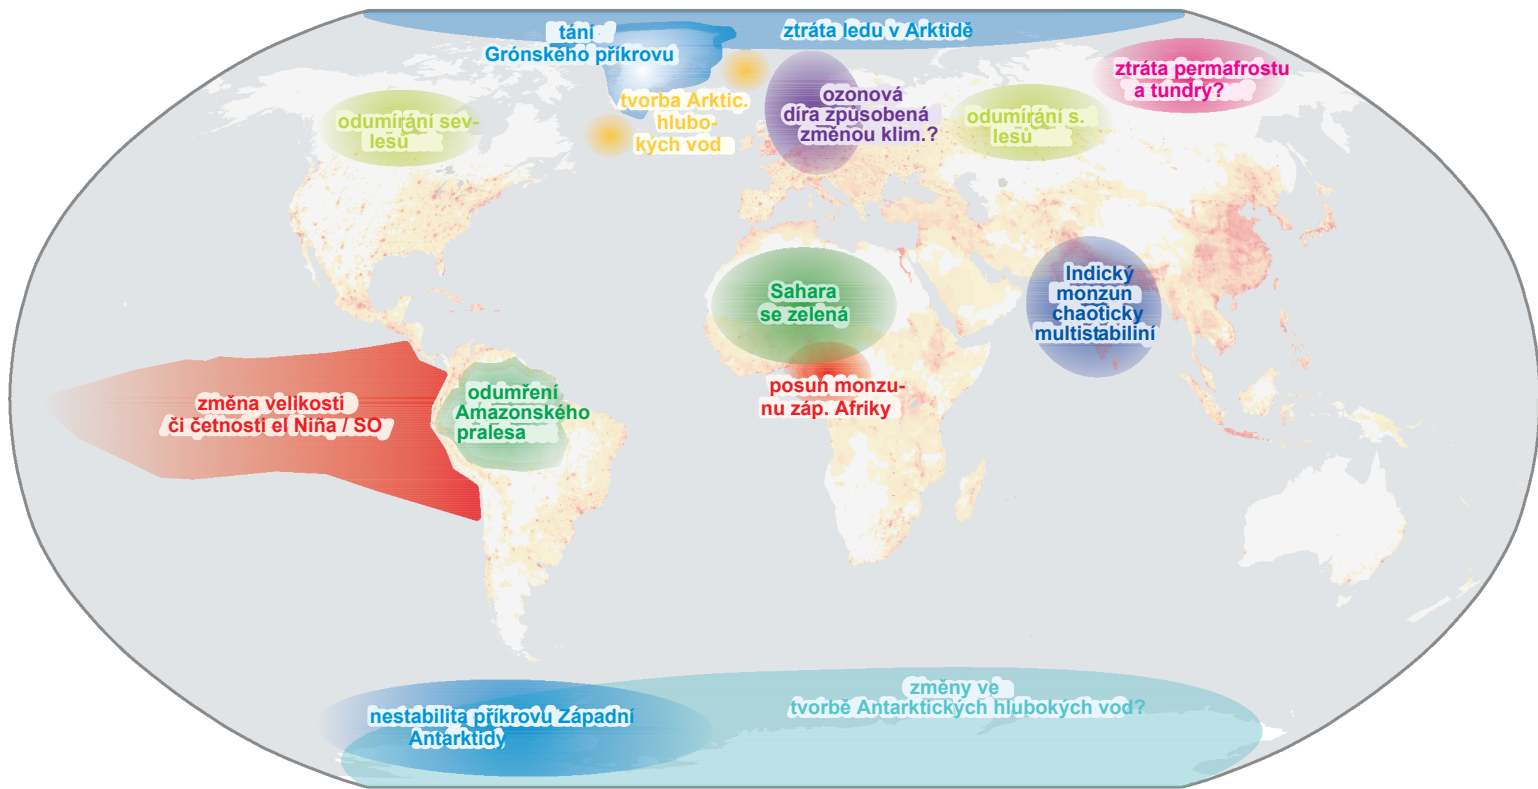 tání
Grónského příkrovu
ztráta ledu v Arktidě
ztráta permafrostu
a tundry?
odumírání sev-
lesů
tvorba Arktic.
hlubo-
kých vod
ozonová
díra způsobená
změnou klim.?
odumírání s.
lesů
Sahara
se zelená
Indický
monzun
chaoticky
multistabiliní
změna velikosti
či četnosti el Niña / SO
odumření
Amazonského
pralesa
posun monzu-
nu záp. Afriky
nestabilita příkrovu Západní
Antarktidy
změny ve
tvorbě Antarktických hlubokých vod?